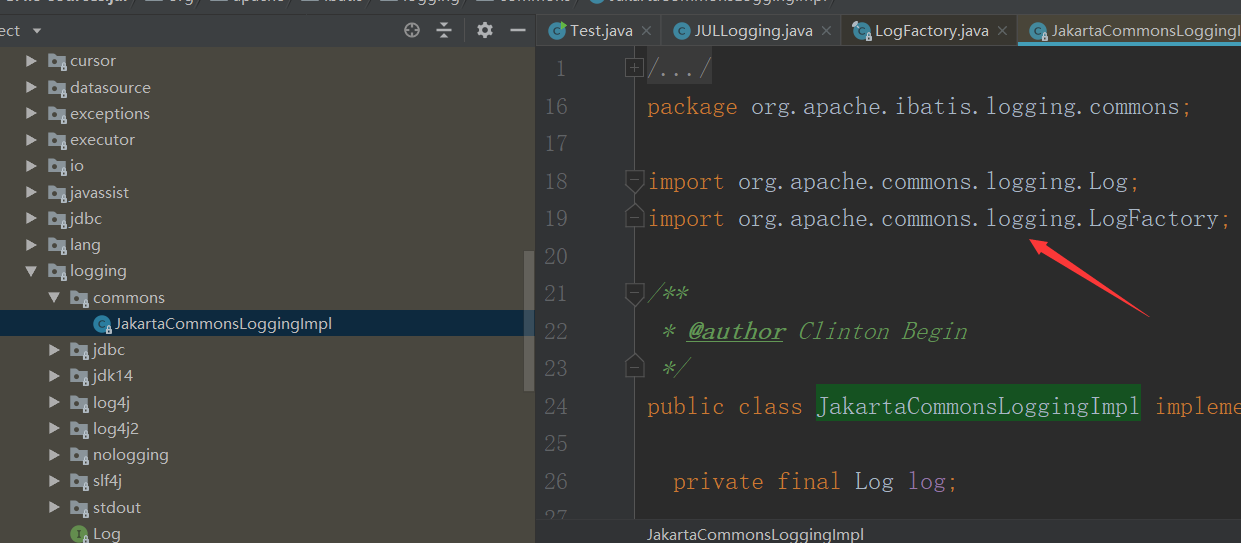 ect
cursor
datasource
exceptions
executor
io
javassist
jdbc
lang
logging
commons
JakartaCommonsLoggingImpl
jdbc
jdk14
log4j
log4j2
nologging
slf4j
stdout
Log
Test.java
JULLogging.java
LogFactory.java
JakartaCommonsLoggingI
1 /.../
16 package org.apache.ibatis.logging.commons;
17
18 import org.apache.commons.logging.Log;
19 import org.apache.commons.logging.LogFactory;
20
21 /**
22 * @author Clinton Begin
23 */
24 public class JakartaCommonsLoggingImpl impleme
25
26 private final Log log;
27
JakartaCommonsLoggingImpl